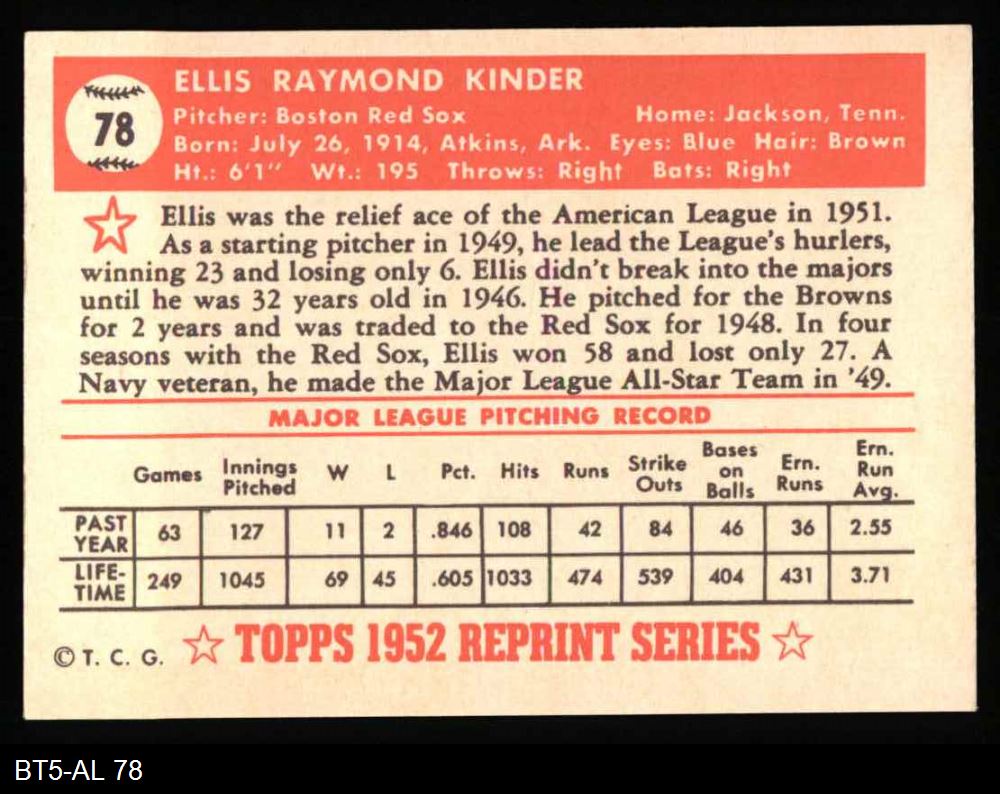 78
ELLIS RAYMOND KINDER
Pitcher: Boston Red Sox Home: Jackson, Tenn.
Born: July 26, 1914, Atkins, Ark. Eyes: Blue Hair: Brown
Ht.: 6'1" Wt.: 195 Throws: Right Bats: Right
Ellis was the relief ace of the American League in 1951.
As a starting pitcher in 1949, he lead the League's hurlers,
winning 23 and losing only 6. Ellis didn't break into the majors
until he was 32 years old in 1946. He pitched for the Browns
for 2 years and was traded to the Red Sox for 1948. In four
seasons with the Red Sox, Ellis won 58 and lost only 27. A
Navy veteran, he made the Major League All-Star Team in '49.
MAJOR LEAGUE PITCHING RECORD
Games Innings Pitched W L Pct. Hits Runs Strike Outs Bases on Balls Ern. Runs Ern. Run Avg.
PAST YEAR 63 127 11 2 .846 108 42 84 46 36 2.55
LIFE-TIME 249 1045 69 45 .605 1033 474 539 404 431 3.71
© T. C. G. TOPPS 1952 REPRINT SERIES
BT5-AL 78